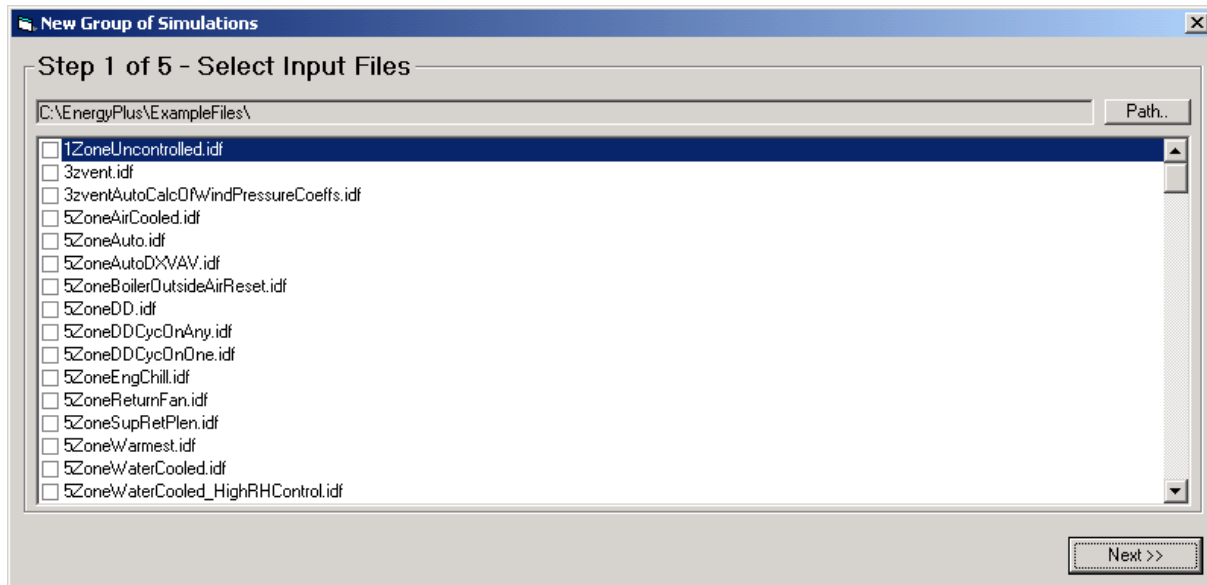 New Group of Simulations
Step 1 of 5 - Select Input Files
C:\EnergyPlus\ExampleFiles\ Path..
1ZoneUncontrolled.idf
3zvent.idf
3zventAutoCalcOfWindPressureCoeffs.idf
5ZoneAirCooled.idf
5ZoneAuto.idf
5ZoneAutoDXVAV.idf
5ZoneBoilerOutsideAirReset.idf
5ZoneDD.idf
5ZoneDDCycOnAny.idf
5ZoneDDCycOnOne.idf
5ZoneEngChill.idf
5ZoneReturnFan.idf
5ZoneSupRetPlen.idf
5ZoneWarmest.idf
5ZoneWaterCooled.idf
5ZoneWaterCooled_HighRHControl.idf
Next >>